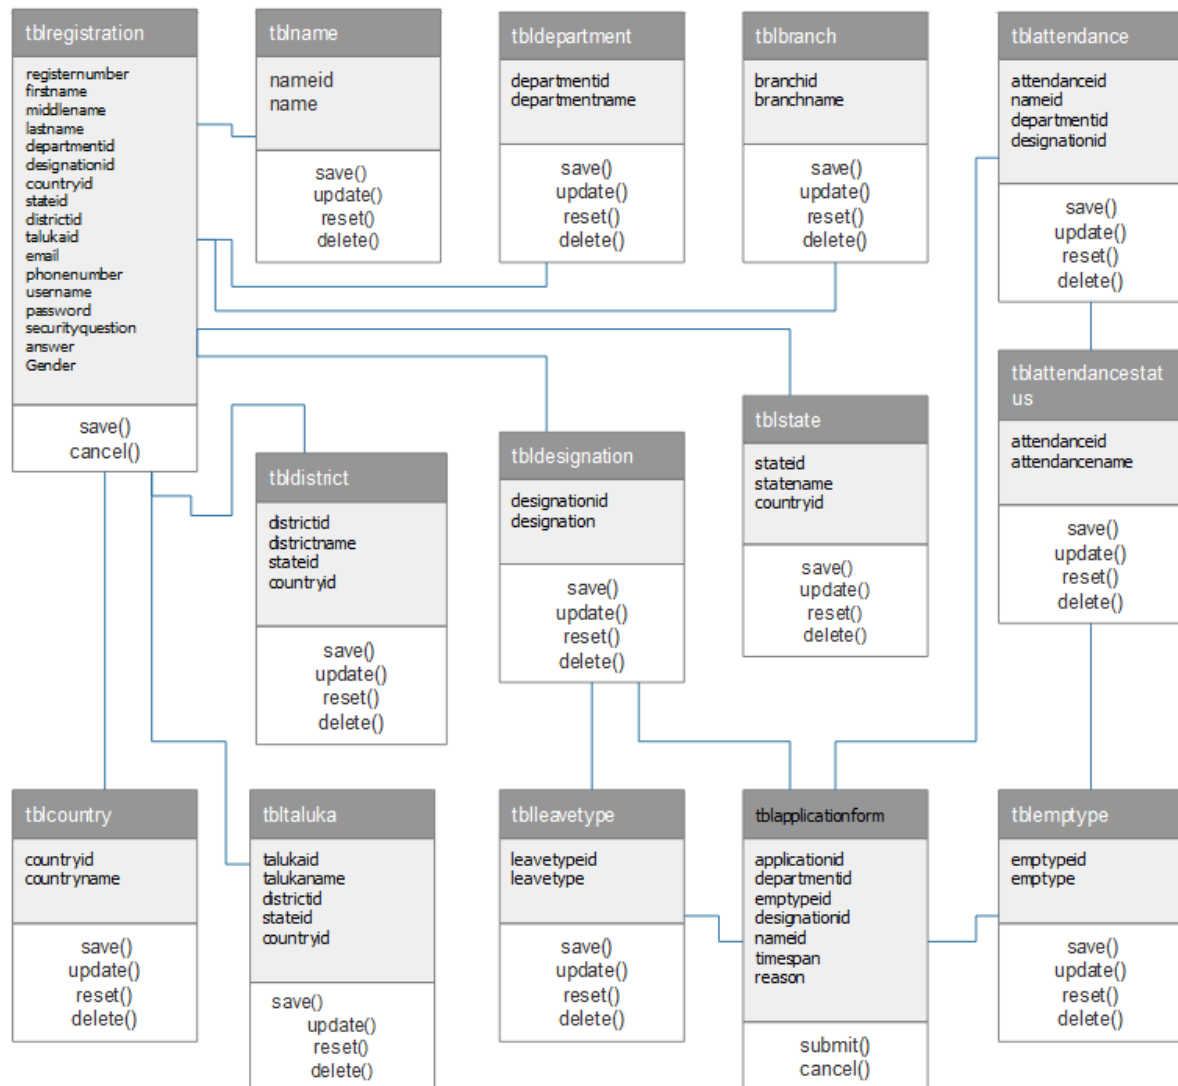 tblregistration
registernumber
firstname
middlename
lastname
departmentid
designationid
countryid
stateid
districtid
talukaid
email
phonenumber
username
password
securityquestion
answer
Gender
save()
cancel()
tblname
nameid
name
save()
update()
reset()
delete()
tbldepartment
departmentid
departmentname
save()
update()
reset()
delete()
tblbranch
branchid
branchname
save()
update()
reset()
delete()
tblattendance
attendanceid
nameid
departmentid
designationid
save()
update()
reset()
delete()
tbldistrict
districtid
districtname
stateid
countryid
save()
update()
reset()
delete()
tbldesignation
designationid
designation
save()
update()
reset()
delete()
tblstate
stateid
statename
countryid
save()
update()
reset()
delete()
tblattendancestat
us
attendanceid
attendancename
save()
update()
reset()
delete()
tblcountry
countryid
countryname
save()
update()
reset()
delete()
tbltaluka
talukaid
talukaname
districtid
stateid
countryid
save()
update()
reset()
delete()
tblleavetype
leavetypeid
leavetype
save()
update()
reset()
delete()
tblapplicationform
applicationid
departmentid
emptypeid
designationid
nameid
timespan
reason
submit()
cancel()
tblemptype
emptypeid
emptype
save()
update()
reset()
delete()